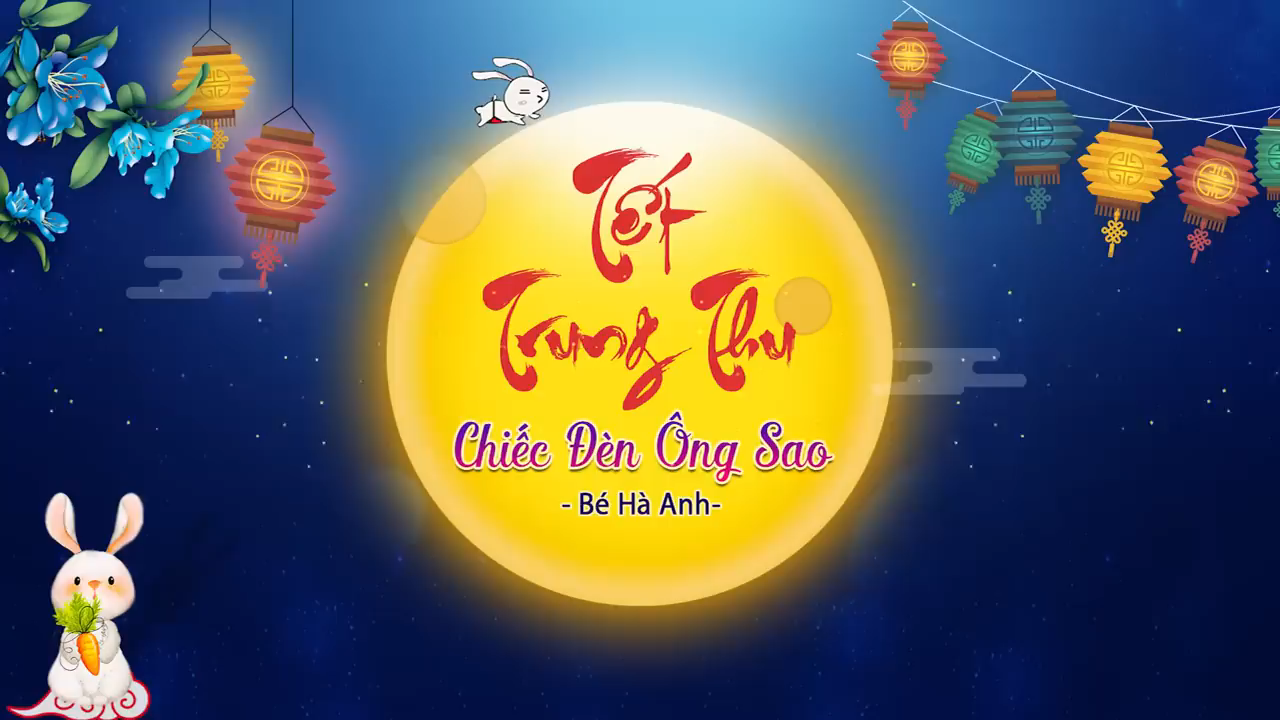 Tết
Trung Thu
Chiếc Đèn Ông Sao
- Bé Hà Anh-